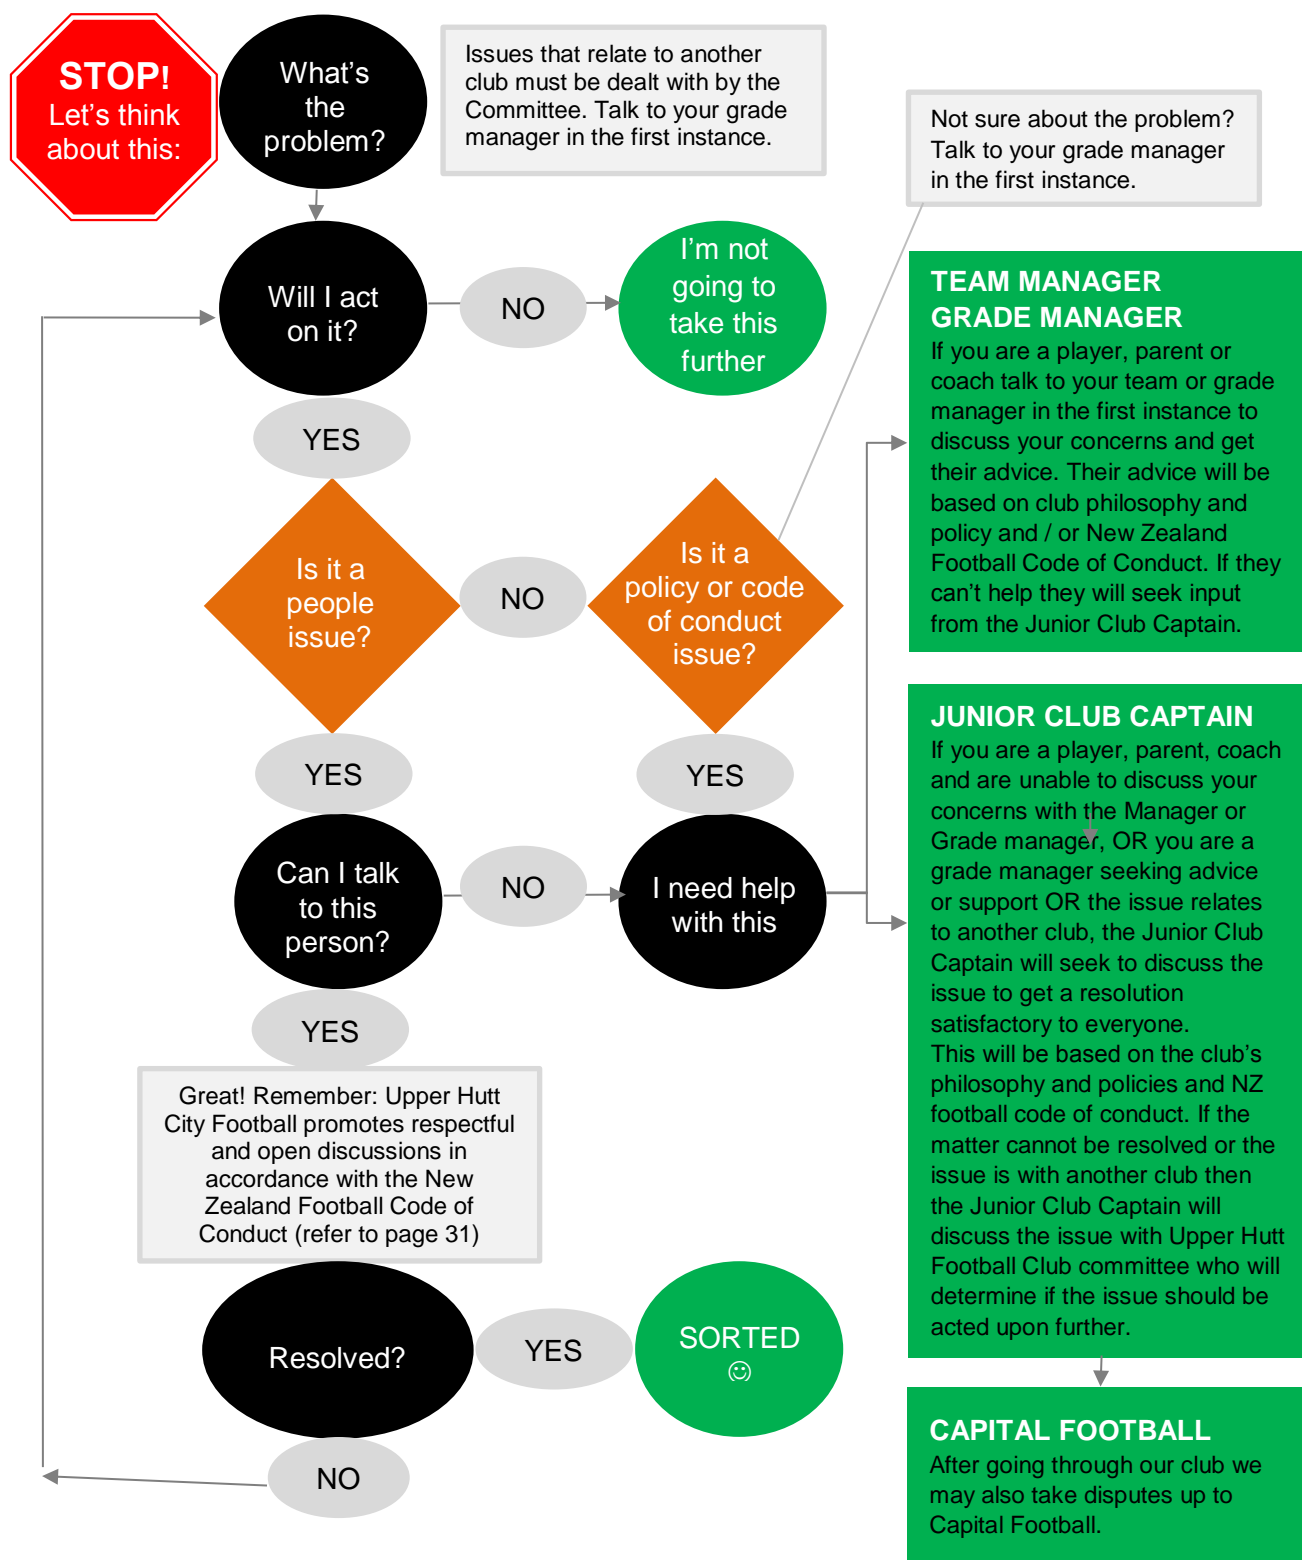 STOP!
Let's think
about this:
What's
the
problem?
Issues that relate to another
club must be dealt with by the
Committee. Talk to your grade
manager in the first instance.
Not sure about the problem?
Talk to your grade manager
in the first instance.
Will I act
on it?
NO
I'm not
going to
take this
further
YES
Is it a
people
issue?
NO
Is it a
policy or code
of conduct
issue?
YES
YES
Can I talk
to this
person?
NO
I need help
with this
YES
Great! Remember: Upper Hutt
City Football promotes respectful
and open discussions in
accordance with the New
Zealand Football Code of
Conduct (refer to page 31)
Resolved?
YES
SORTED
☺
NO
TEAM MANAGER
GRADE MANAGER
If you are a player, parent or
coach talk to your team or grade
manager in the first instance to
discuss your concerns and get
their advice. Their advice will be
based on club philosophy and
policy and / or New Zealand
Football Code of Conduct. If they
can't help they will seek input
from the Junior Club Captain.
JUNIOR CLUB CAPTAIN
If you are a player, parent, coach
and are unable to discuss your
concerns with the Manager or
Grade manager, OR you are a
grade manager seeking advice
or support OR the issue relates
to another club, the Junior Club
Captain will seek to discuss the
issue to get a resolution
satisfactory to everyone.
This will be based on the club's
philosophy and policies and NZ
football code of conduct. If the
matter cannot be resolved or the
issue is with another club then
the Junior Club Captain will
discuss the issue with Upper Hutt
Football Club committee who will
determine if the issue should be
acted upon further.
CAPITAL FOOTBALL
After going through our club we
may also take disputes up to
Capital Football.